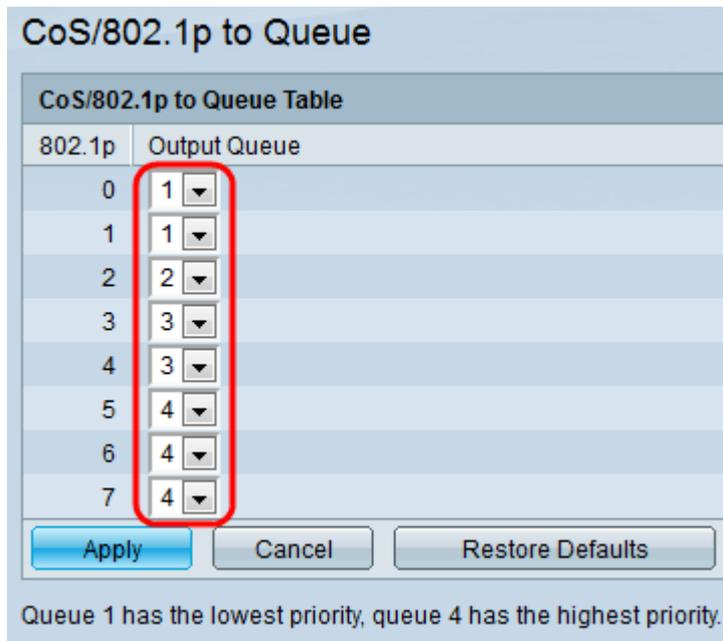 CoS/802.1p to Queue
CoS/802.1p to Queue Table
802.1p Output Queue
0 1
1 1
2 2
3 3
4 3
5 4
6 4
7 4
Apply Cancel Restore Defaults
Queue 1 has the lowest priority, queue 4 has the highest priority.